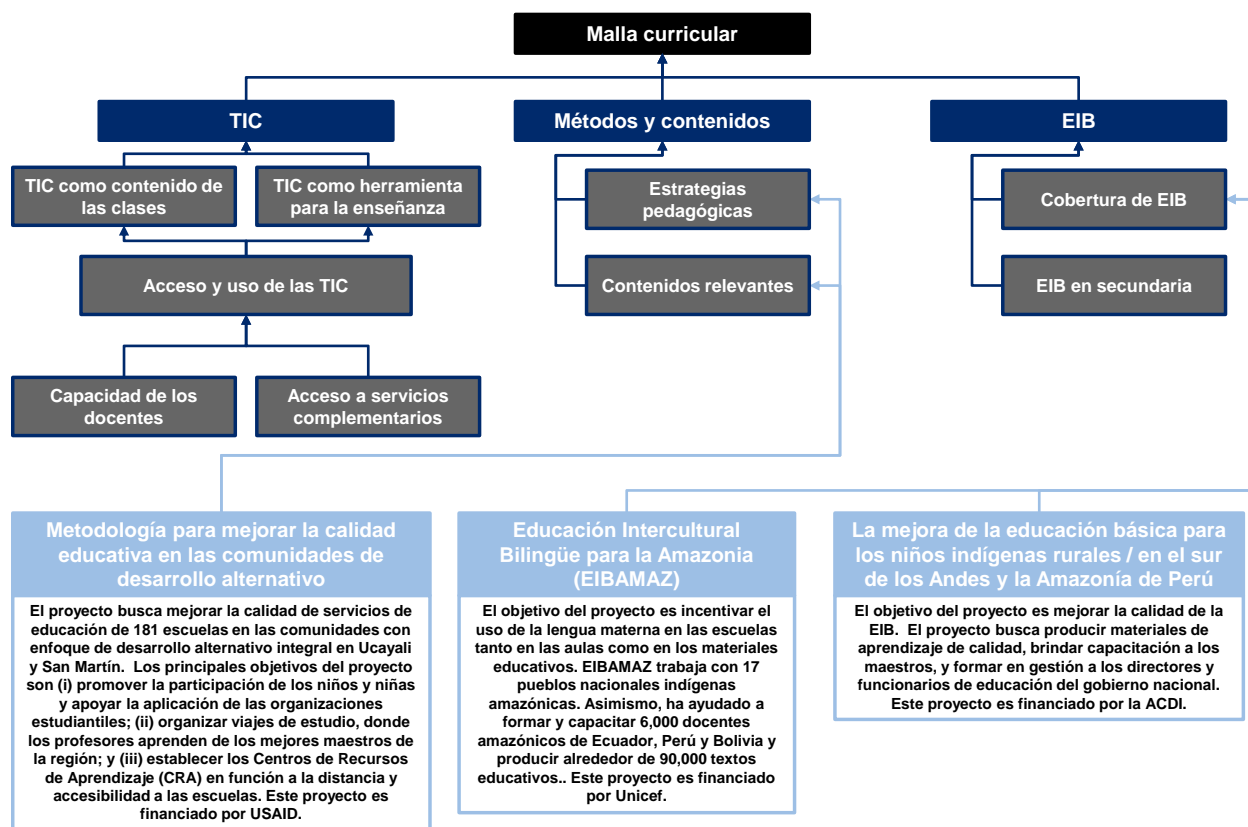 Malla curricular
TIC
Métodos y contenidos
EIB
TIC como contenido de
las clases
TIC como herramienta
para la enseñanza
Estrategias
pedagógicas
Cobertura de EIB
Acceso y uso de las TIC
Contenidos relevantes
EIB en secundaria
Capacidad de los
docentes
Acceso a servicios
complementarios
Metodología para mejorar la calidad
educativa en las comunidades de
desarrollo alternativo
El proyecto busca mejorar la calidad de servicios de
educación de 181 escuelas en las comunidades con
enfoque de desarrollo alternativo integral en Ucayali
y San Martín. Los principales objetivos del proyecto
son (i) promover la participación de los niños y niñas
y apoyar la aplicación de las organizaciones
estudiantiles; (ii) organizar viajes de estudio, donde
los profesores aprenden de los mejores maestros de
la región; y (iii) establecer los Centros de Recursos
de Aprendizaje (CRA) en función a la distancia y
accesibilidad a las escuelas. Este proyecto es
financiado por USAID.
Educación Intercultural
Bilingüe para la Amazonia
(EIBAMAZ)
El objetivo del proyecto es incentivar el
uso de la lengua materna en las escuelas
tanto en las aulas como en los materiales
educativos. EIBAMAZ trabaja con 17
pueblos nacionales indígenas
amazónicas. Asimismo, ha ayudado a
formar y capacitar 6,000 docentes
amazónicos de Ecuador, Perú y Bolivia y
producir alrededor de 90,000 textos
educativos.. Este proyecto es financiado
por Unicef.
La mejora de la educación básica para
los niños indígenas rurales / en el sur
de los Andes y la Amazonía de Perú
El objetivo del proyecto es mejorar la calidad de la
EIB. El proyecto busca producir materiales de
aprendizaje de calidad, brindar capacitación a los
maestros, y formar en gestión a los directores y
funcionarios de educación del gobierno nacional.
Este proyecto es financiado por la ACDI.